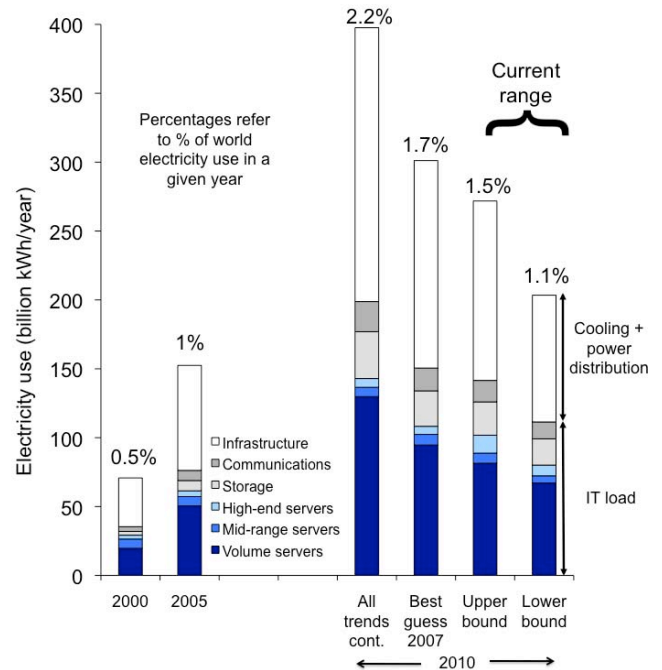 Electricity use (billion kWh/year)
400
350
300
250
200
150
100
50
0
Percentages refer
to % of world
electricity use in a
given year
0.5%
1%
2.2%
1.7%
1.5%
1.1%
Current
range
Cooling +
power
distribution
IT load
Infrastructure
Communications
Storage
High-end servers
Mid-range servers
Volume servers
2000
2005
All
trends
cont.
Best
guess
2007
Upper
bound
Lower
bound
2010